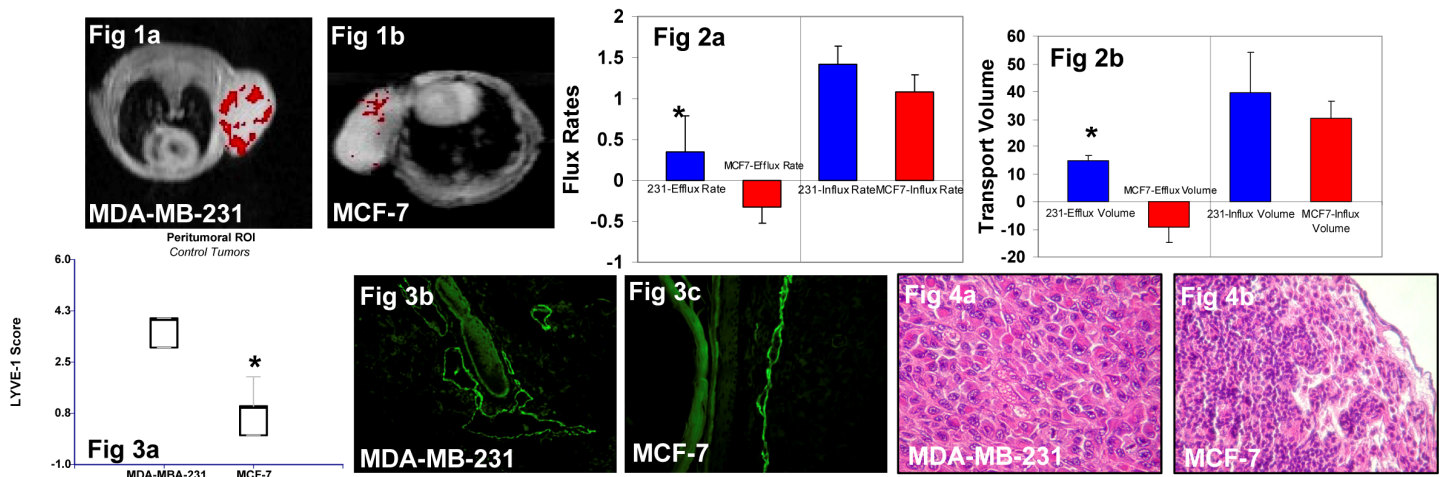 Fig 1a
MDA-MB-231
Fig 1b
MCF-7
Fig 2a
Flux Rates
2
1.5
1
0.5
0
-0.5
-1
*
231-Efflux Rate
MCF7-Efflux Rate
231-Influx Rate
MCF7-Influx Rate
Fig 2b
Transport Volume
60
50
40
30
20
10
0
-10
-20
*
231-Efflux Volume
MCF7-Efflux Volume
231-Influx Volume
MCF7-Influx
Volume
Peritumoral ROI
Control Tumors
LYVE-1 Score
6.0
4.3
2.5
0.8
-1.0
*
Fig 3a
MDA-MBA-231
MCF-7
Fig 3b
MDA-MB-231
Fig 3c
MCF-7
Fig 4a
MDA-MB-231
Fig 4b
MCF-7